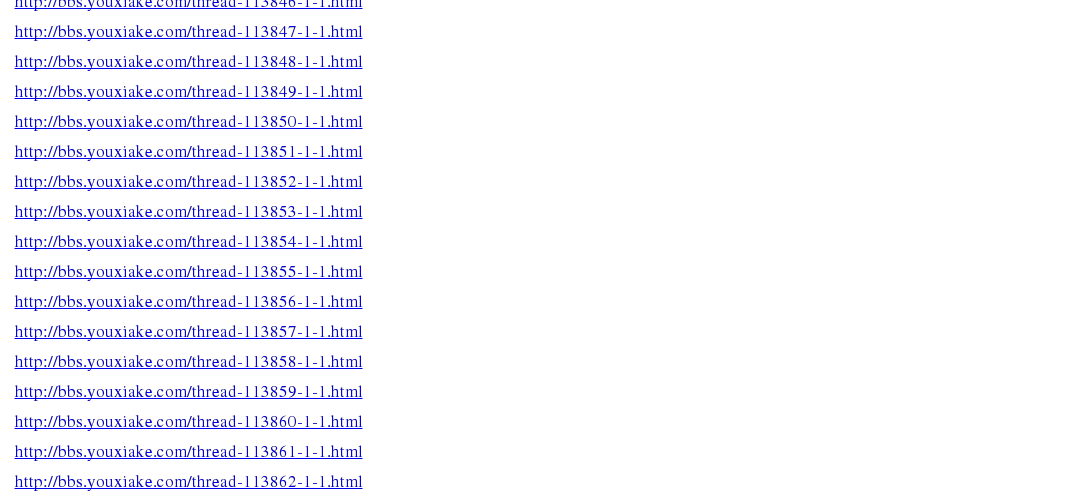 http://bbs.youxiake.com/thread-113846-1-1.html
http://bbs.youxiake.com/thread-113847-1-1.html
http://bbs.youxiake.com/thread-113848-1-1.html
http://bbs.youxiake.com/thread-113849-1-1.html
http://bbs.youxiake.com/thread-113850-1-1.html
http://bbs.youxiake.com/thread-113851-1-1.html
http://bbs.youxiake.com/thread-113852-1-1.html
http://bbs.youxiake.com/thread-113853-1-1.html
http://bbs.youxiake.com/thread-113854-1-1.html
http://bbs.youxiake.com/thread-113855-1-1.html
http://bbs.youxiake.com/thread-113856-1-1.html
http://bbs.youxiake.com/thread-113857-1-1.html
http://bbs.youxiake.com/thread-113858-1-1.html
http://bbs.youxiake.com/thread-113859-1-1.html
http://bbs.youxiake.com/thread-113860-1-1.html
http://bbs.youxiake.com/thread-113861-1-1.html
http://bbs.youxiake.com/thread-113862-1-1.html